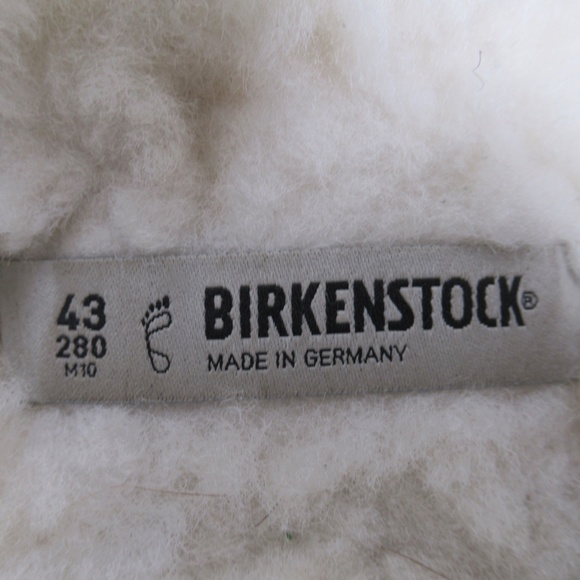 43
280
M10
BIRKENSTOCK®
MADE IN GERMANY